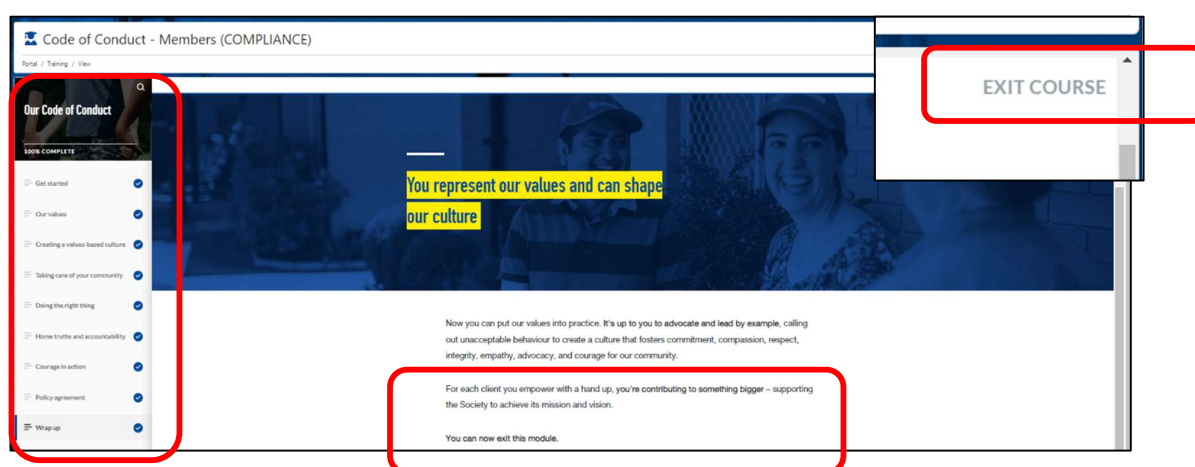 Code of Conduct - Members (COMPLIANCE)
Portal / Training / View
EXIT COURSE
Our Code of Conduct
100% COMPLETE
Get started
Our values
Creating a values-based culture
Taking care of your community
Doing the right thing
Home truths and accountability
Courage in action
Policy agreement
Wrap up
You represent our values and can shape
our culture
Now you can put our values into practice. It's up to you to advocate and lead by example, calling
out unacceptable behaviour to create a culture that fosters commitment, compassion, respect,
integrity, empathy, advocacy, and courage for our community.
For each client you empower with a hand up, you're contributing to something bigger – supporting
the Society to achieve its mission and vision.
You can now exit this module.